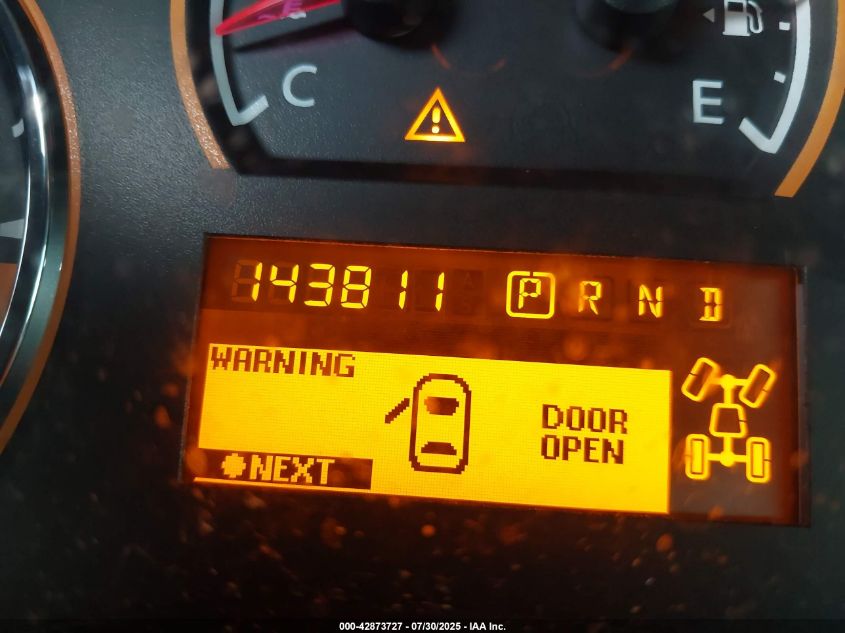 C
E
143811 P R N D
WARNING
DOOR
OPEN
NEXT
000-42873727 - 07/30/2025 - IAA Inc.